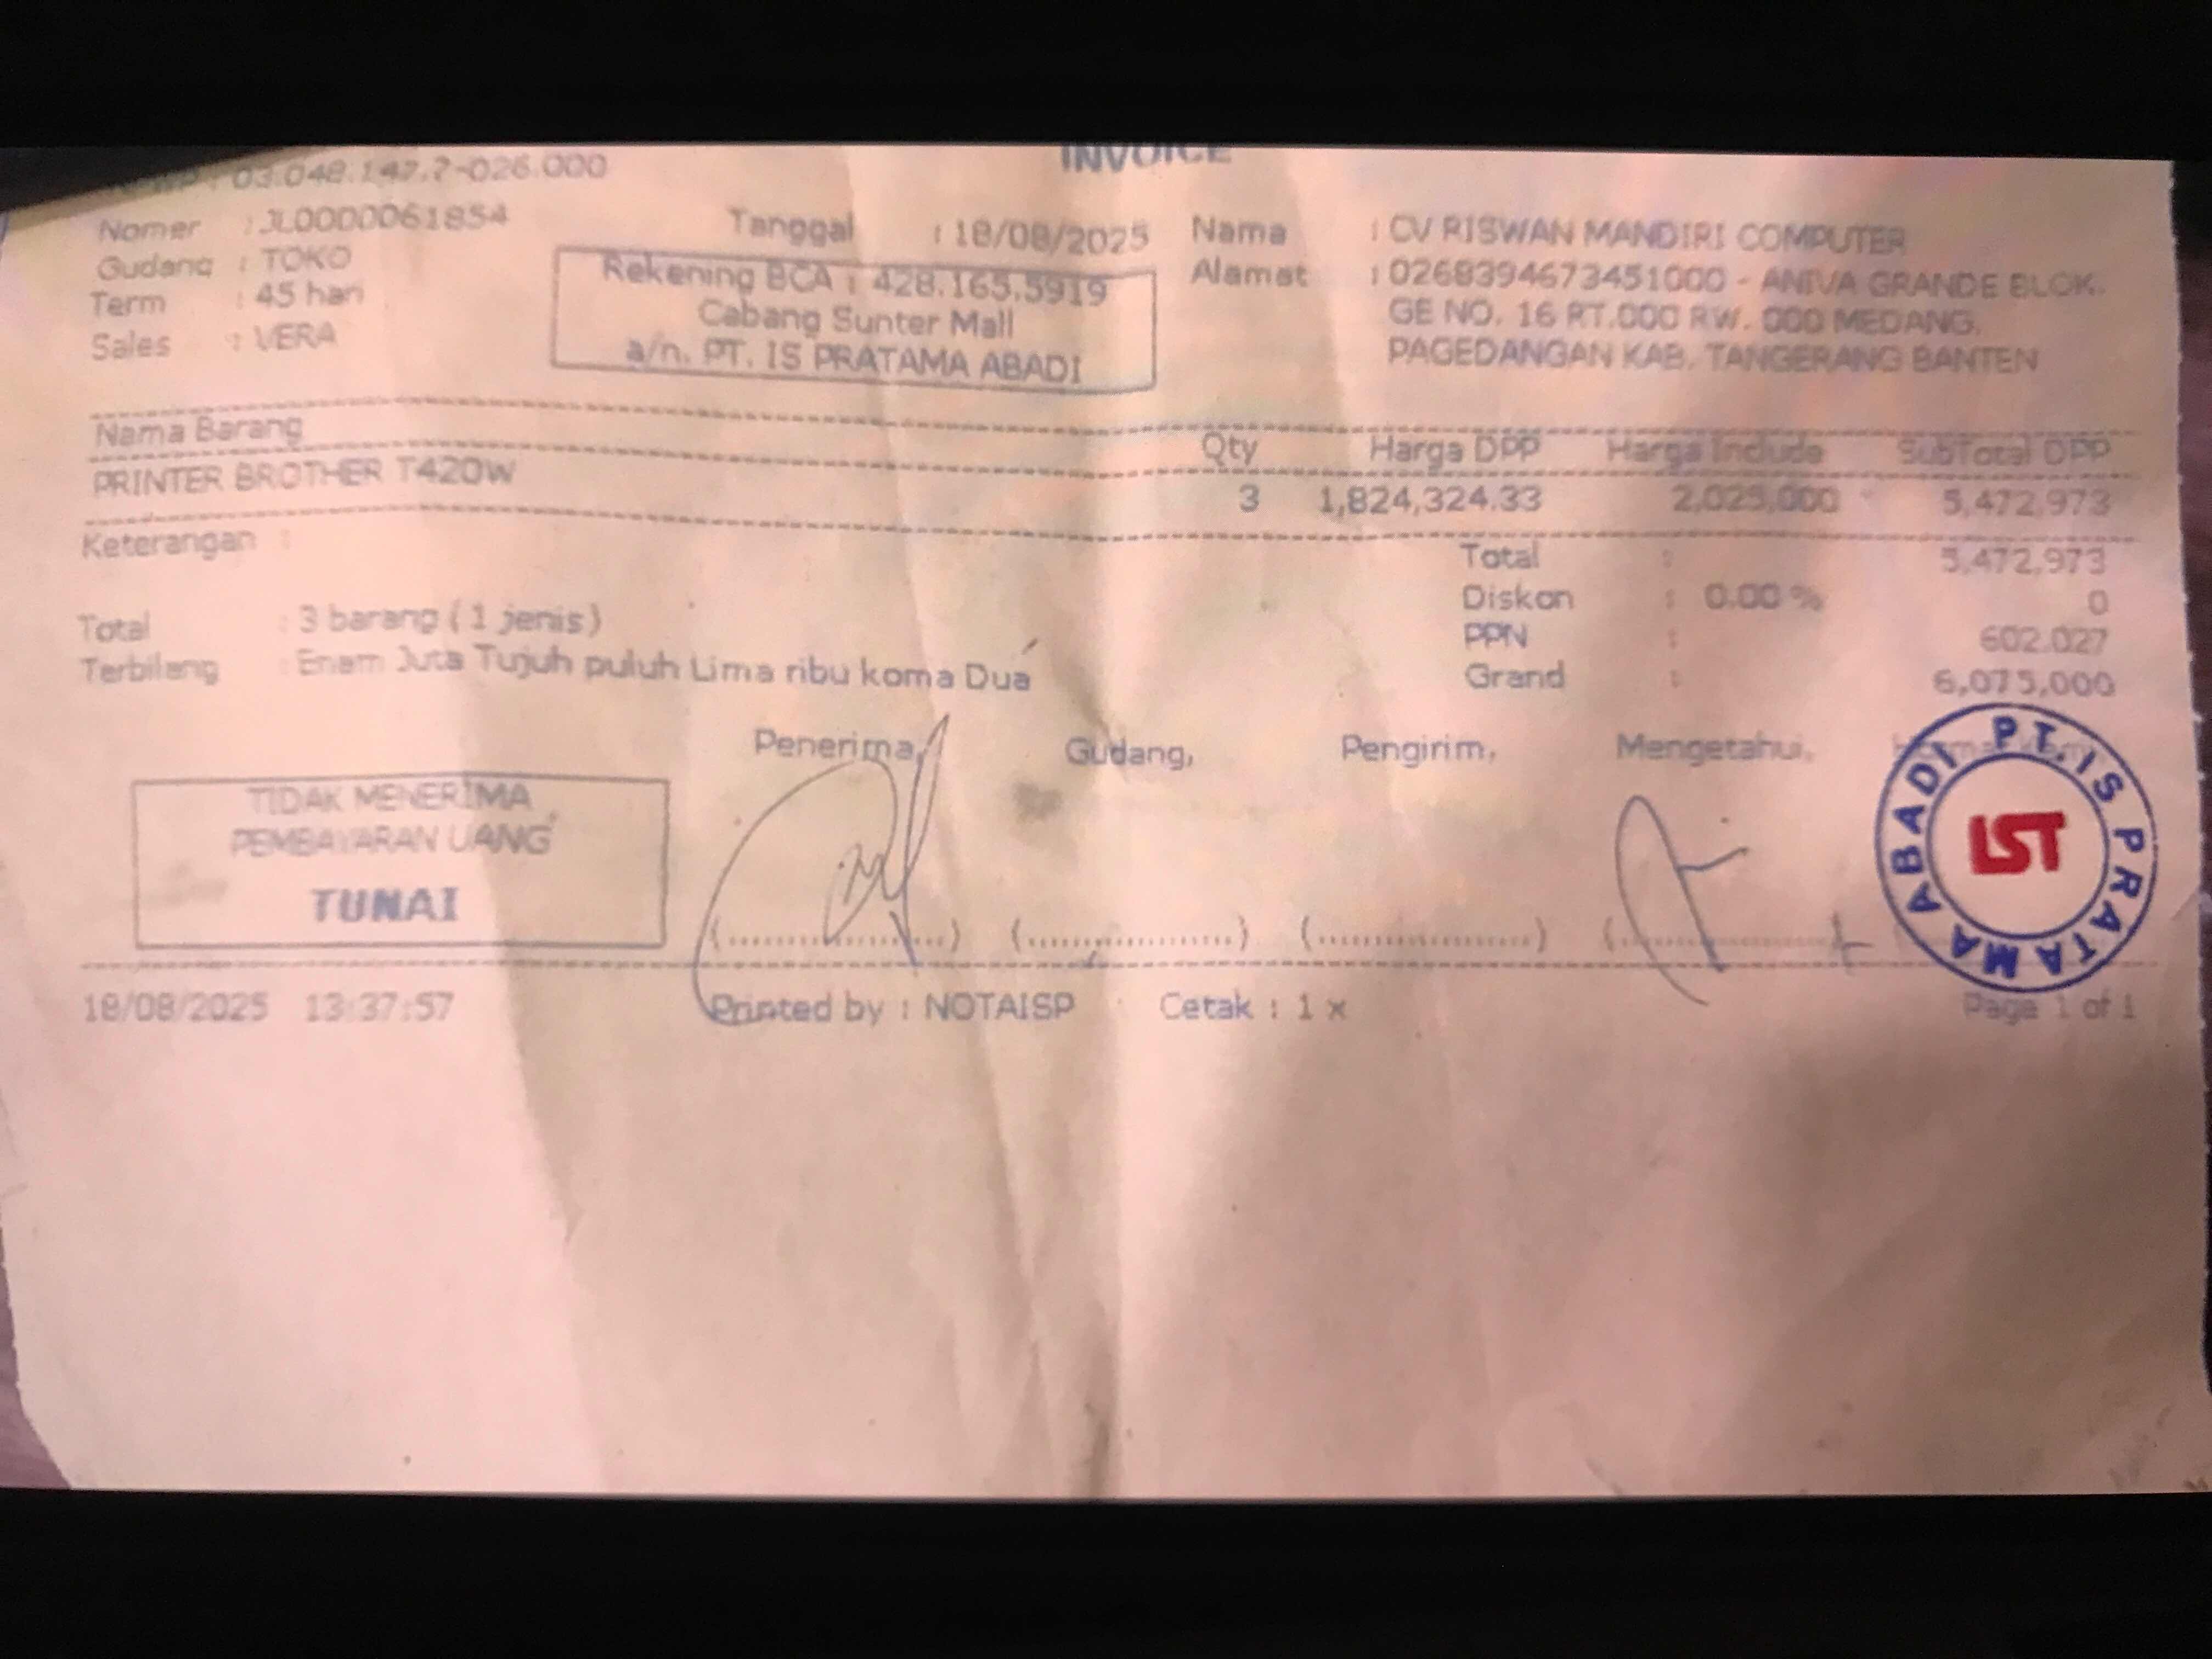 INVOICE
: 03.048.147.7-026.000
Nomer : JL0000061854
Tanggal : 18/08/2025
Nama : CV RISWAN MANDIRI COMPUTER
Gudang : TOKO
Term : 45 hari
Sales : VERA
Rekening BCA : 428.165.5919
Cabang Sunter Mall
a/n. PT. IS PRATAMA ABADI
Alamat : 0268394673451000 - ANIVA GRANDE BLOK.
GE NO. 16 RT.000 RW. 000 MEDANG.
PAGEDANGAN KAB. TANGERANG BANTEN
Nama Barang Qty Harga DPP Harga Include SubTotal DPP
PRINTER BROTHER T420W 3 1,824,324.33 2,025,000 5,472,973
Keterangan :
Total : 5,472,973
Diskon : 0.00 % 0
PPN : 602.027
Grand : 6,075,000
Total : 3 barang ( 1 jenis )
Terbilang : Enam Juta Tujuh puluh Lima ribu koma Dua
Penerima, Gudang, Pengirim, Mengetahui,
TIDAK MENERIMA
PEMBAYARAN UANG
TUNAI
PT. IS PRATAMA ABADI
IST
18/08/2025 13:37:57 Printed by : NOTAISP Cetak : 1 x Page 1 of 1